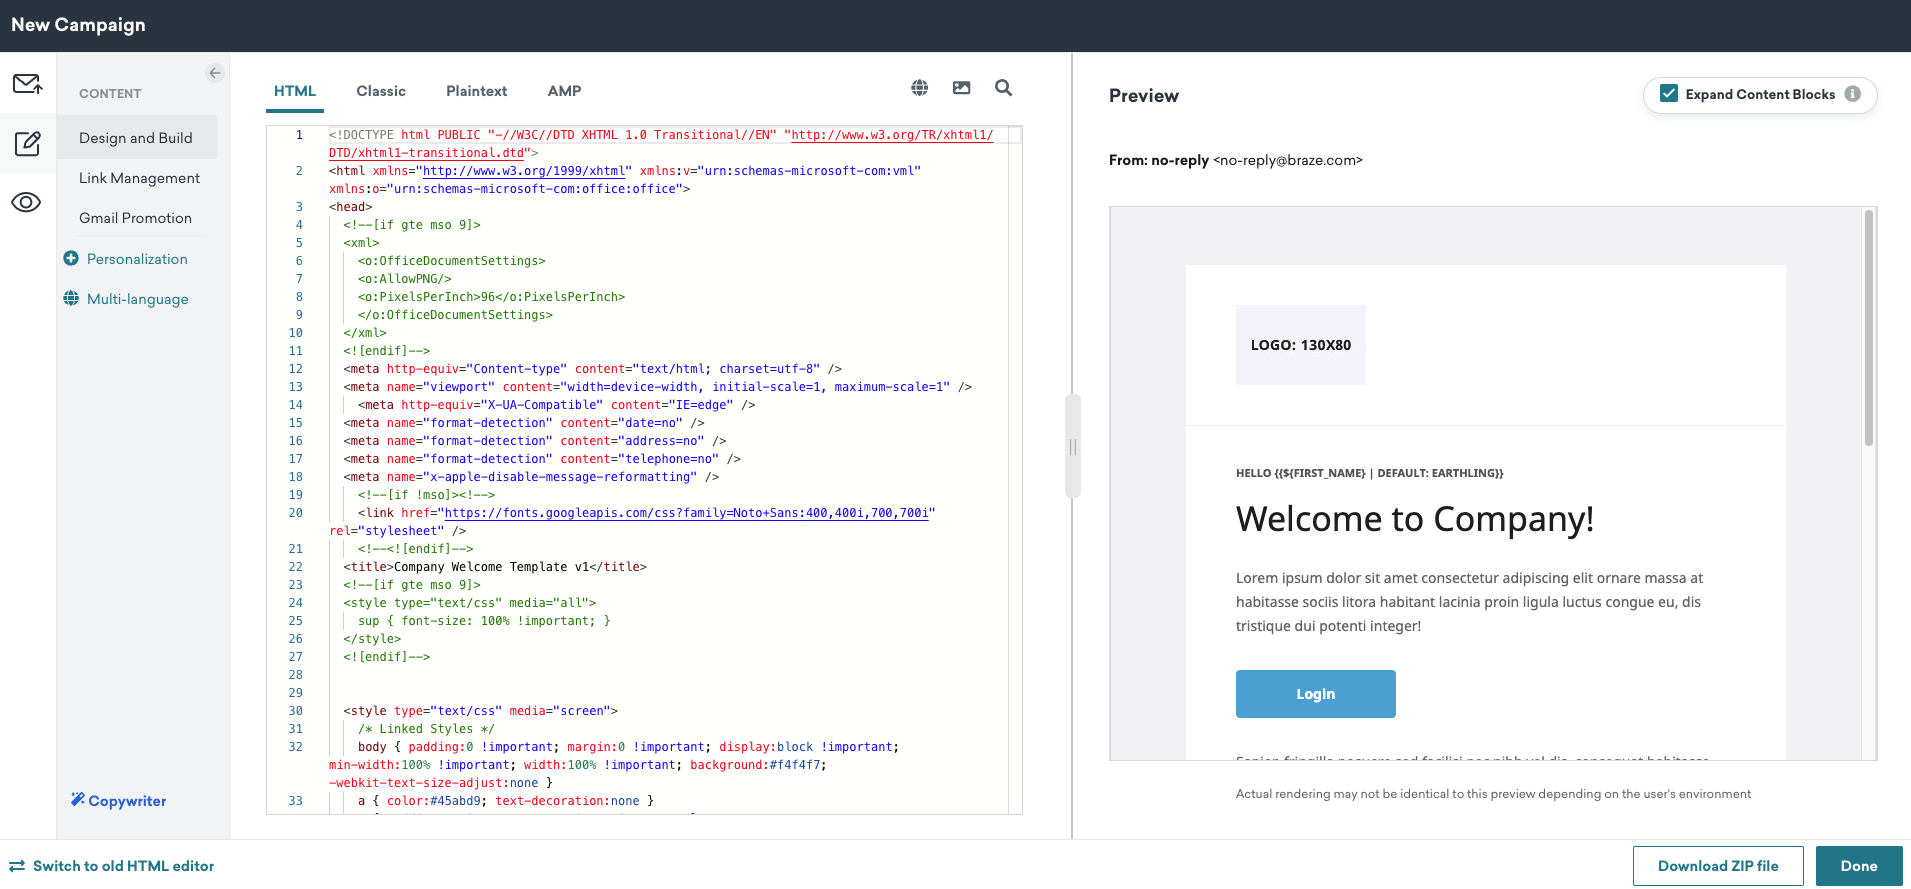 New Campaign
CONTENT
Design and Build
Link Management
Gmail Promotion
Personalization
Multi-language
Copywriter
HTML Classic Plaintext AMP
1 <!DOCTYPE html PUBLIC "-//W3C//DTD XHTML 1.0 Transitional//EN" "http://www.w3.org/TR/xhtml1/
DTD/xhtml1-transitional.dtd">
2 <html xmlns="http://www.w3.org/1999/xhtml" xmlns:v="urn:schemas-microsoft-com:vml"
xmlns:o="urn:schemas-microsoft-com:office:office">
3 <head>
4 <!--[if gte mso 9]>
5 <xml>
6 <o:OfficeDocumentSettings>
7 <o:AllowPNG/>
8 <o:PixelsPerInch>96</o:PixelsPerInch>
9 </o:OfficeDocumentSettings>
10 </xml>
11 <![endif]-->
12 <meta http-equiv="Content-type" content="text/html; charset=utf-8" />
13 <meta name="viewport" content="width=device-width, initial-scale=1, maximum-scale=1" />
14 <meta http-equiv="X-UA-Compatible" content="IE=edge" />
15 <meta name="format-detection" content="date=no" />
16 <meta name="format-detection" content="address=no" />
17 <meta name="format-detection" content="telephone=no" />
18 <meta name="x-apple-disable-message-reformatting" />
19 <!--[if !mso]><!-->
20 <link href="https://fonts.googleapis.com/css?family=Noto+Sans:400,400i,700,700i"
rel="stylesheet" />
21 <!--<![endif]-->
22 <title>Company Welcome Template v1</title>
23 <!--[if gte mso 9]>
24 <style type="text/css" media="all">
25 sup { font-size: 100% !important; }
26 </style>
27 <![endif]-->
28
29
30 <style type="text/css" media="screen">
31 /* Linked Styles */
32 body { padding:0 !important; margin:0 !important; display:block !important;
min-width:100% !important; width:100% !important; background:#f4f4f7;
-webkit-text-size-adjust:none }
33 a { color:#45abd9; text-decoration:none }
Preview
Expand Content Blocks
From: no-reply <no-reply@braze.com>
LOGO: 130X80
HELLO {{${FIRST_NAME} | DEFAULT: EARTHLING}}
Welcome to Company!
Lorem ipsum dolor sit amet consectetur adipiscing elit ornare massa at
habitasse sociis litora habitant lacinia proin ligula luctus congue eu, dis
tristique dui potenti integer!
Login
Actual rendering may not be identical to this preview depending on the user's environment
Switch to old HTML editor
Download ZIP file
Done